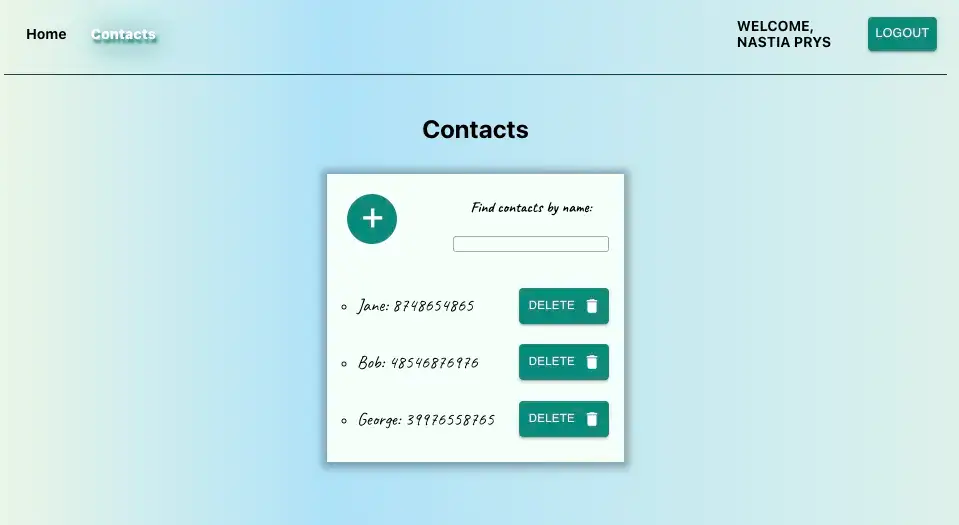 Home
Contacts
WELCOME,
NASTIA PRYS
LOGOUT
Contacts
+
Find contacts by name:
Jane: 8748654865
DELETE
Bob: 48546876976
DELETE
George: 39976558765
DELETE